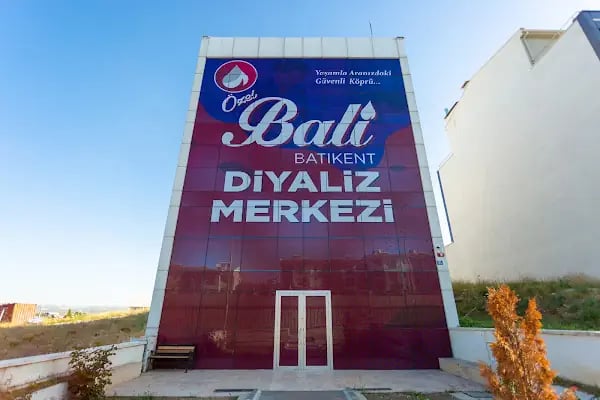 Yaşamla Aranızdaki
Güvenli Köprü...
Özel
Bali
BATIKENT
DİYALİZ
MERKEZİ